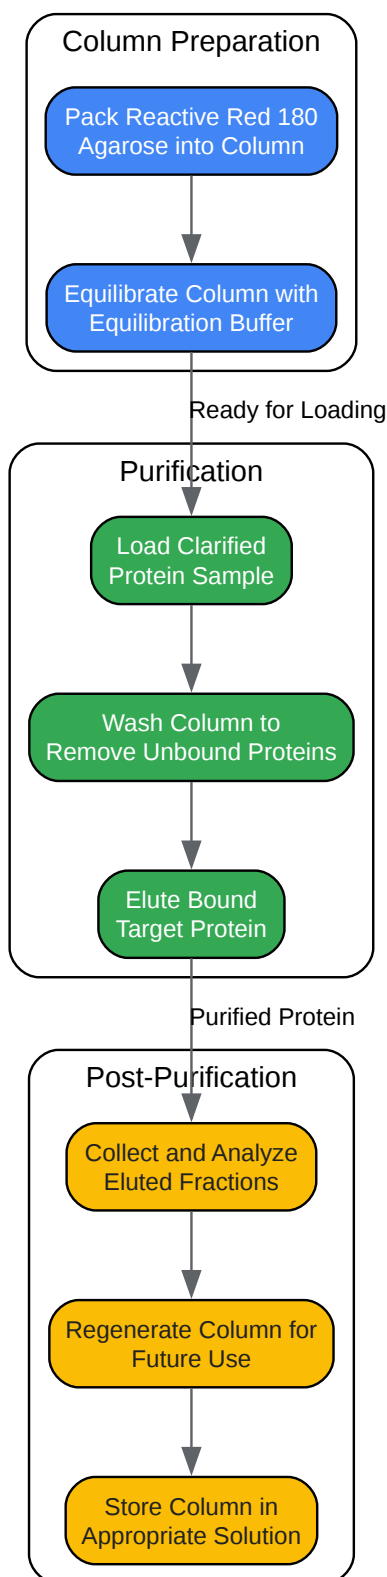 Column Preparation
Pack Reactive Red 180
Agarose into Column
Equilibrate Column with
Equilibration Buffer
Ready for Loading
Purification
Load Clarified
Protein Sample
Wash Column to
Remove Unbound Proteins
Elute Bound
Target Protein
Purified Protein
Post-Purification
Collect and Analyze
Eluted Fractions
Regenerate Column for
Future Use
Store Column in
Appropriate Solution